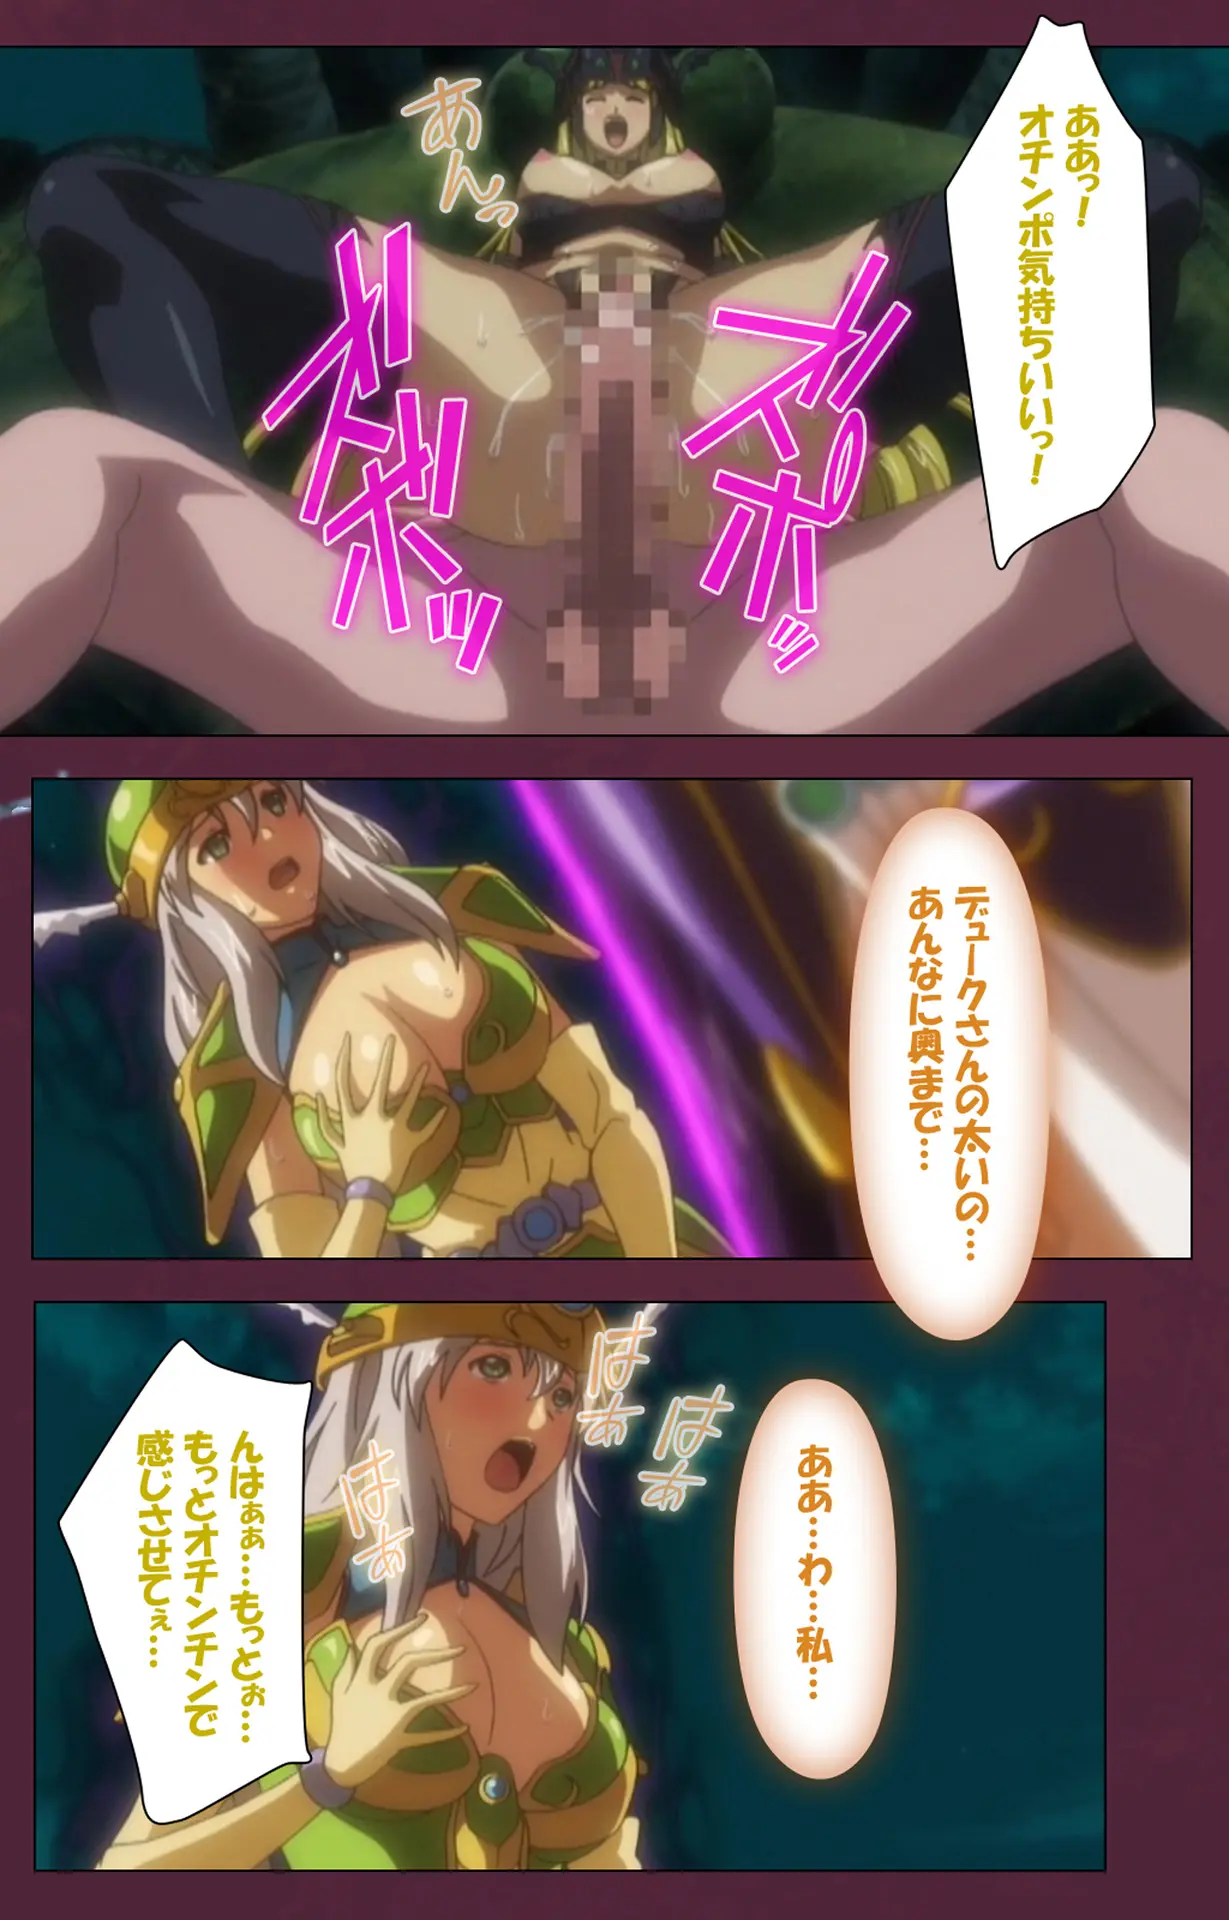 ああっ！
オチンポ気持ちいいっ！
あんっ
ズボボッ
ズポポッ
デュークさんの太いの…
あんなに奥まで…
はぁ
はぁ
はぁ
ああ…わ…私…
んはぁぁ…もっとぉ…
もっとオチンチンで
感じさせてぇ…